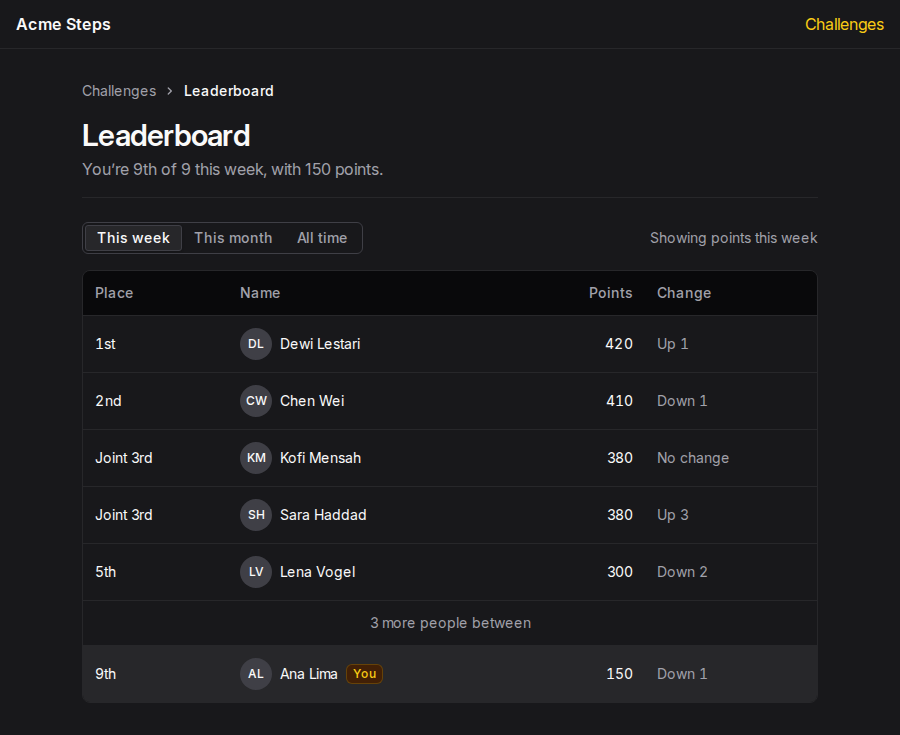 Acme Steps Challenges
Challenges > Leaderboard
Leaderboard
You're 9th of 9 this week, with 150 points.
This week This month All time Showing points this week
Place Name Points Change
1st DL Dewi Lestari 420 Up 1
2nd CW Chen Wei 410 Down 1
Joint 3rd KM Kofi Mensah 380 No change
Joint 3rd SH Sara Haddad 380 Up 3
5th LV Lena Vogel 300 Down 2
3 more people between
9th AL Ana Lima You 150 Down 1